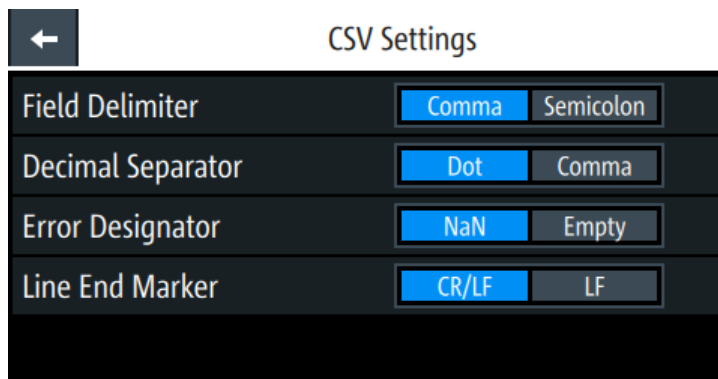 CSV Settings
Field Delimiter Comma Semicolon
Decimal Separator Dot Comma
Error Designator NaN Empty
Line End Marker CR/LF LF